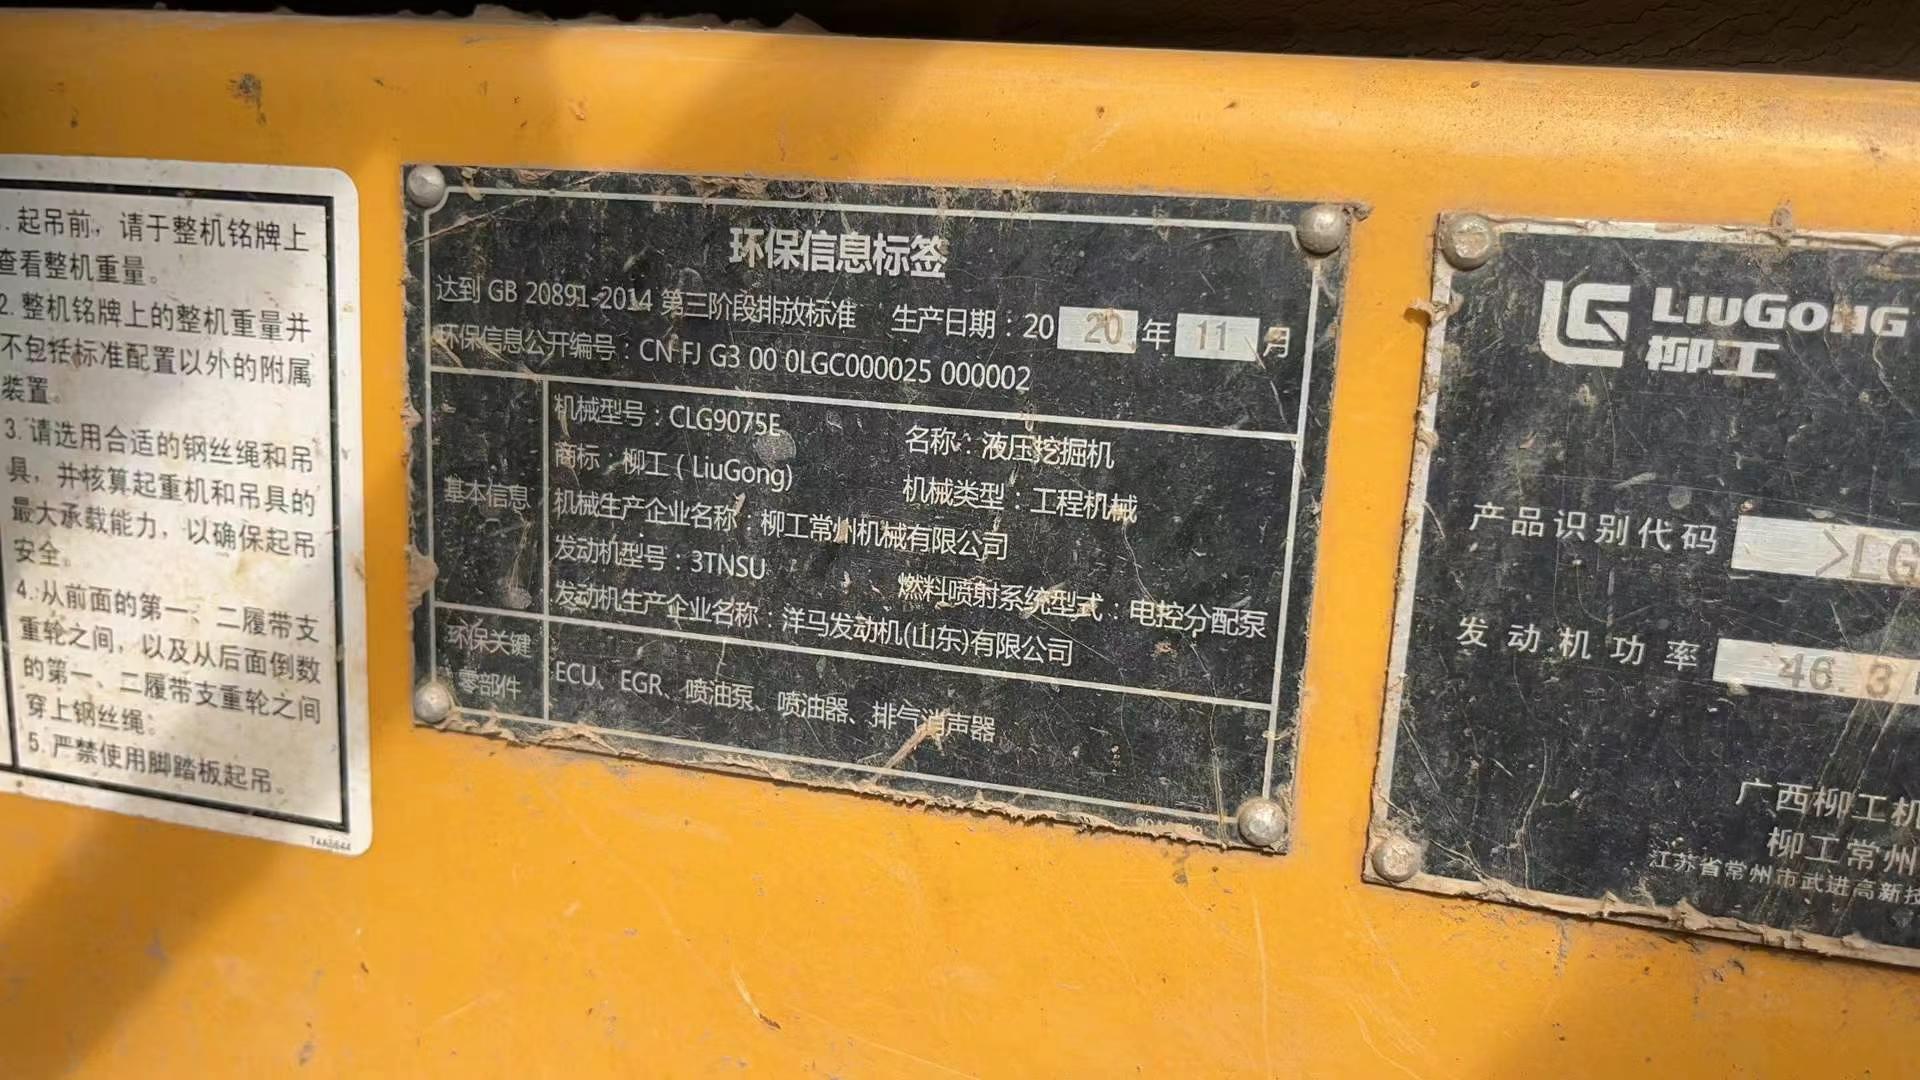 1. 起吊前，请于整机铭牌上
查看整机重量。
2. 整机铭牌上的整机重量并
不包括标准配置以外的附属
装置。
3. 请选用合适的钢丝绳和吊
具，并核算起重机和吊具的
最大承载能力，以确保起吊
安全。
4. 从前面的第一、二履带支
重轮之间，以及从后面倒数
的第一、二履带支重轮之间
穿上钢丝绳。
5. 严禁使用脚踏板起吊。
环保信息标签
达到 GB 20891-2014 第三阶段排放标准 生产日期：20 20 年 11 月
环保信息公开编号：CN FJ G3 00 0LGC000025 000002
基本信息
机械型号：CLG9075E 名称：液压挖掘机
商标：柳工（LiuGong) 机械类型：工程机械
机械生产企业名称：柳工常州机械有限公司
发动机型号：3TNSU 燃料喷射系统型式：电控分配泵
发动机生产企业名称：洋马发动机(山东)有限公司
环保关键
零部件
ECU、EGR、喷油泵、喷油器、排气消声器
LIUGONG
柳工
产品识别代码 >LG
发动机功率 46.3
广西柳工机
柳工常州
江苏省常州市武进高新技